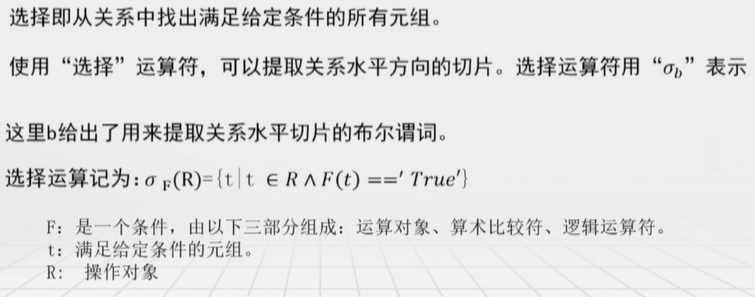 选择即从关系中找出满足给定条件的所有元组。
使用“选择”运算符，可以提取关系水平方向的切片。选择运算符用“σb”表示
这里b给出了用来提取关系水平切片的布尔谓词。
选择运算记为:σ F(R)={t|t ∈ R ∧ F(t) ==′ True′}
F: 是一个条件，由以下三部分组成：运算对象、算术比较符、逻辑运算符。
t: 满足给定条件的元组。
R: 操作对象